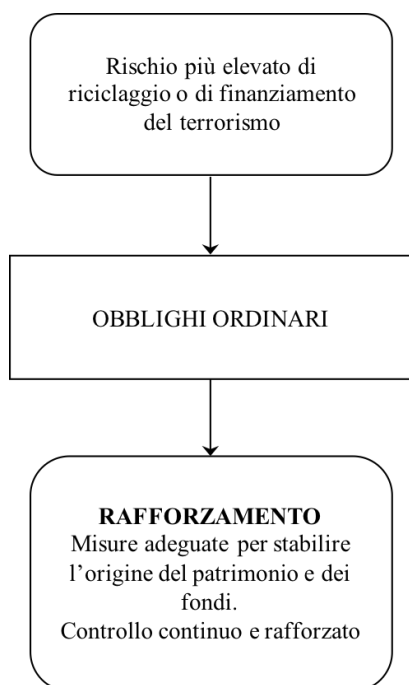 Rischio più elevato di
riciclaggio o di finanziamento
del terrorismo
OBBLIGHI ORDINARI
RAFFORZAMENTO
Misure adeguate per stabilire
l’origine del patrimonio e dei
fondi.
Controllo continuo e rafforzato